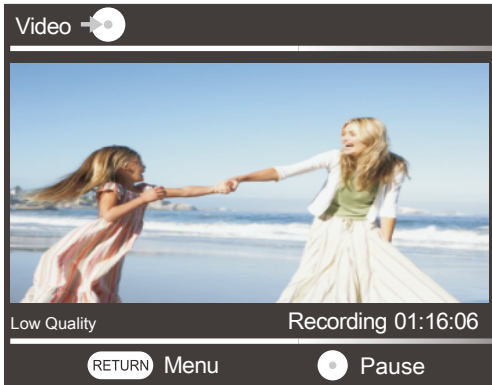 Video
Low Quality
Recording 01:16:06
RETURN Menu
Pause